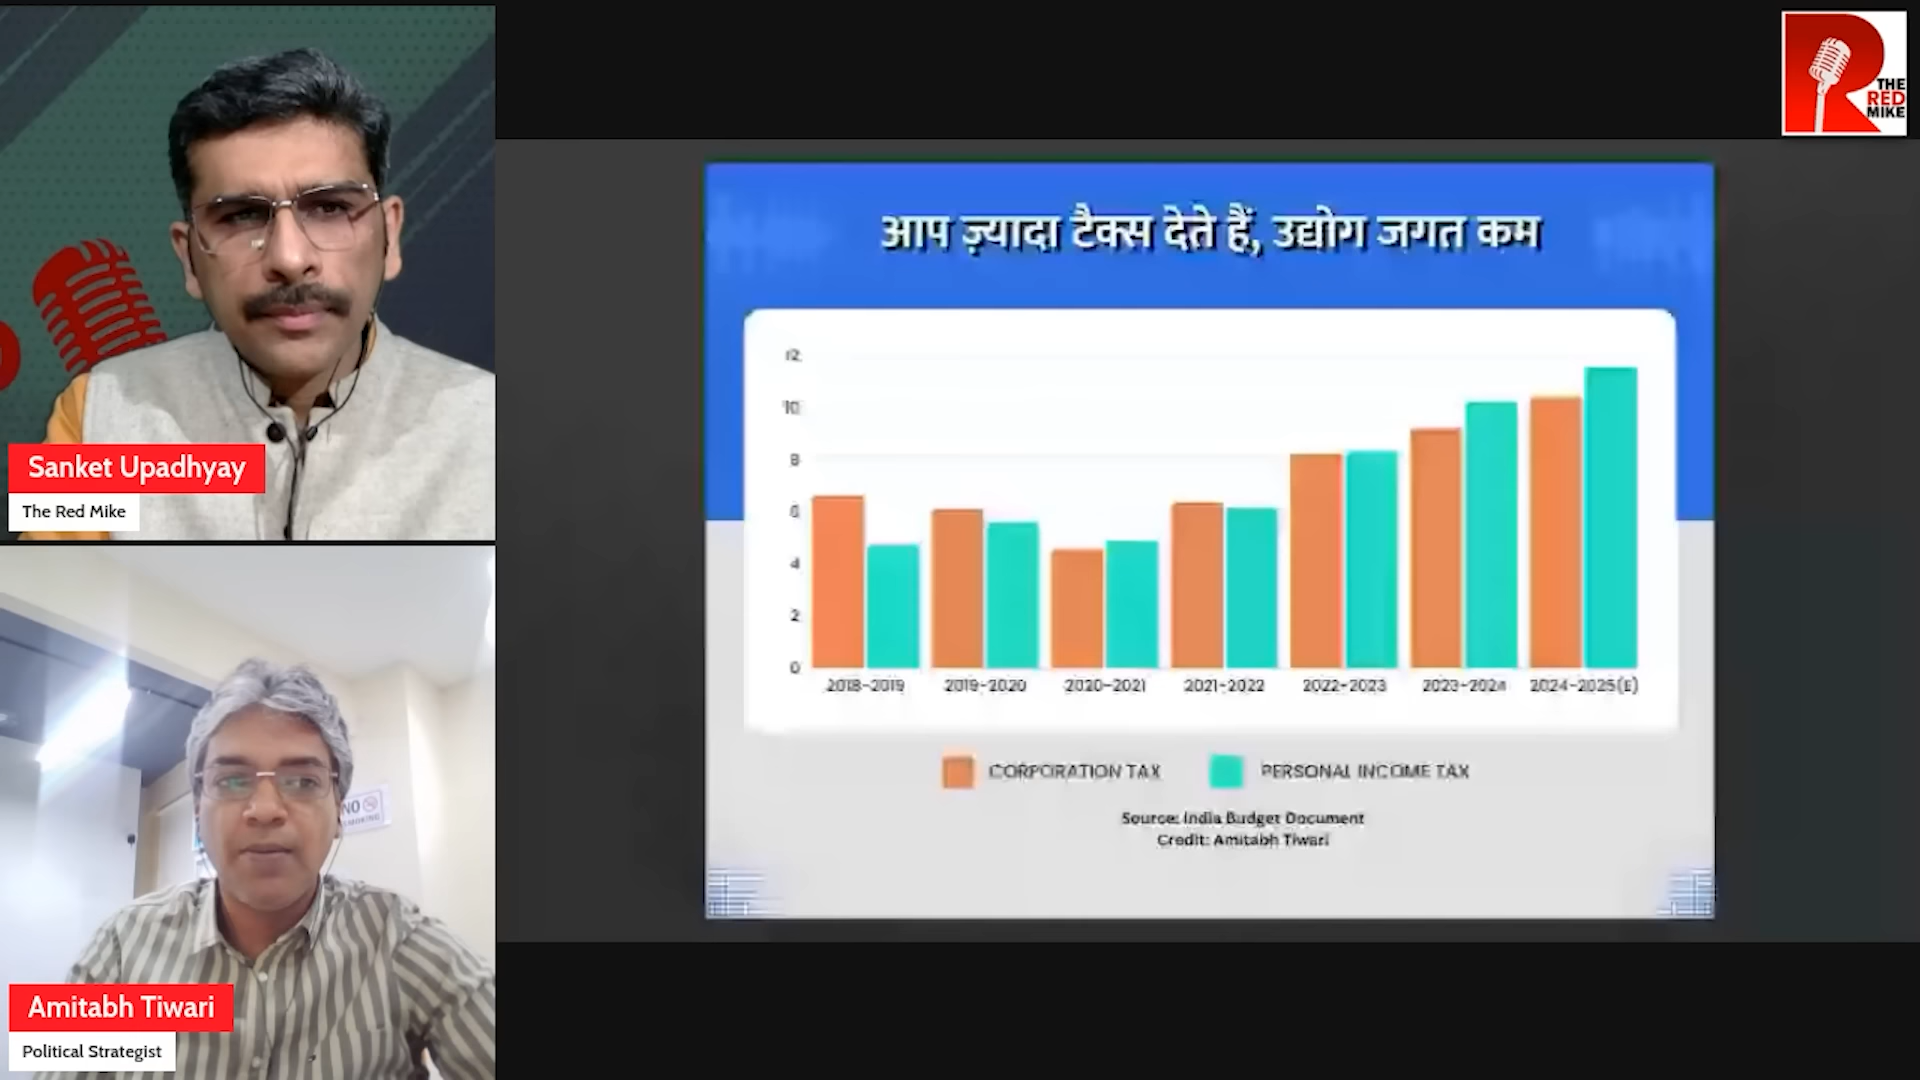 THE
RED
MIKE
Sanket Upadhyay
The Red Mike
NO
SMOKING
Amitabh Tiwari
Political Strategist
आप ज़्यादा टैक्स देते हैं, उद्योग जगत कम
12
10
8
6
4
2
0
2018-2019 2019-2020 2020-2021 2021-2022 2022-2023 2023-2024 2024-2025(E)
CORPORATION TAX PERSONAL INCOME TAX
Source: India Budget Document
Credit: Amitabh Tiwari